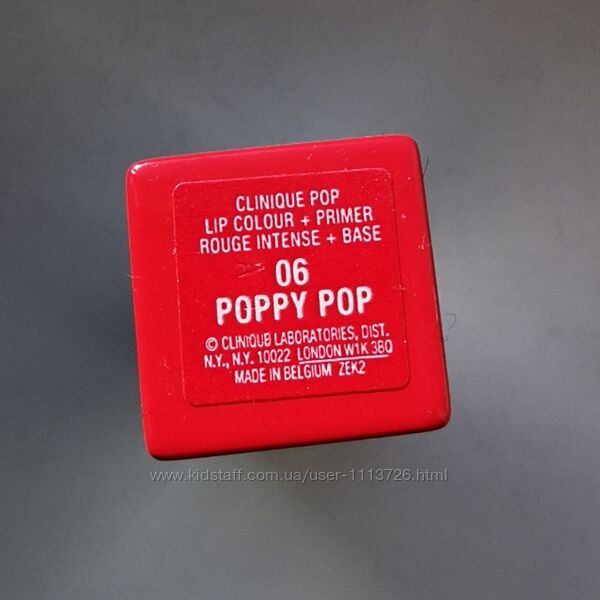 CLINIQUE POP
LIP COLOUR + PRIMER
ROUGE INTENSE + BASE
06
POPPY POP
© CLINIQUE LABORATORIES, DIST.
N.Y., N.Y. 10022 LONDON W1K 3BQ
MADE IN BELGIUM ZEK2
www.kidstaff.com.ua/user-1113726.html